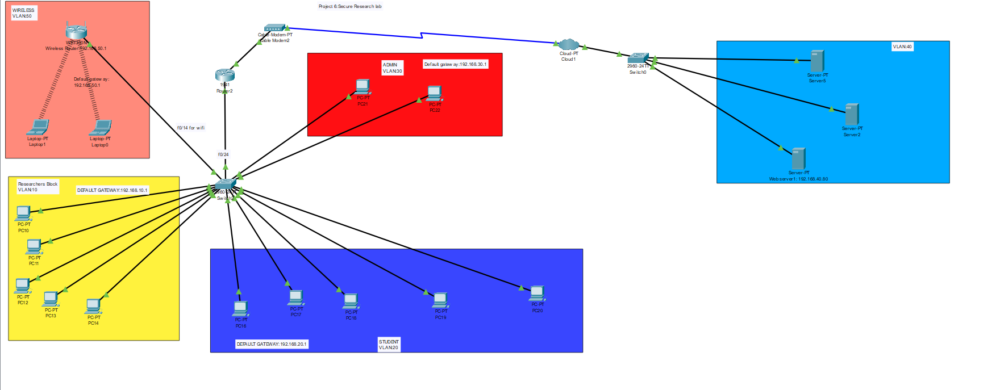 Project 6:Secure Research lab
WIRELESS
VLAN:50
WRT300N
Wireless Router-192.168.50.1
Default gateway:
192.168.50.1
Laptop-PT
Laptop1
Laptop-PT
Laptop0
Cable-Modem-PT
Cable Modem2
1941
Router2
f0/14 for wifi
f0/24
ADMIN
VLAN:30
Default gateway:192.168.30.1
PC-PT
PC21
PC-PT
PC22
Cloud-PT
Cloud1
2960-24TT
Switch0
VLAN:40
Server-PT
Server5
Server-PT
Server2
Server-PT
Webserver1: 192.168.40.80
Researchers Block
VLAN:10
DEFAULT GATEWAY:192.168.10.1
PC-PT
PC10
PC-PT
PC11
PC-PT
PC12
PC-PT
PC13
PC-PT
PC14
2960-24TT
PC-PT
PC16
PC-PT
PC17
PC-PT
PC18
PC-PT
PC19
PC-PT
PC20
DEFAULT GATEWAY:192.168.20.1
STUDENT
VLAN:20